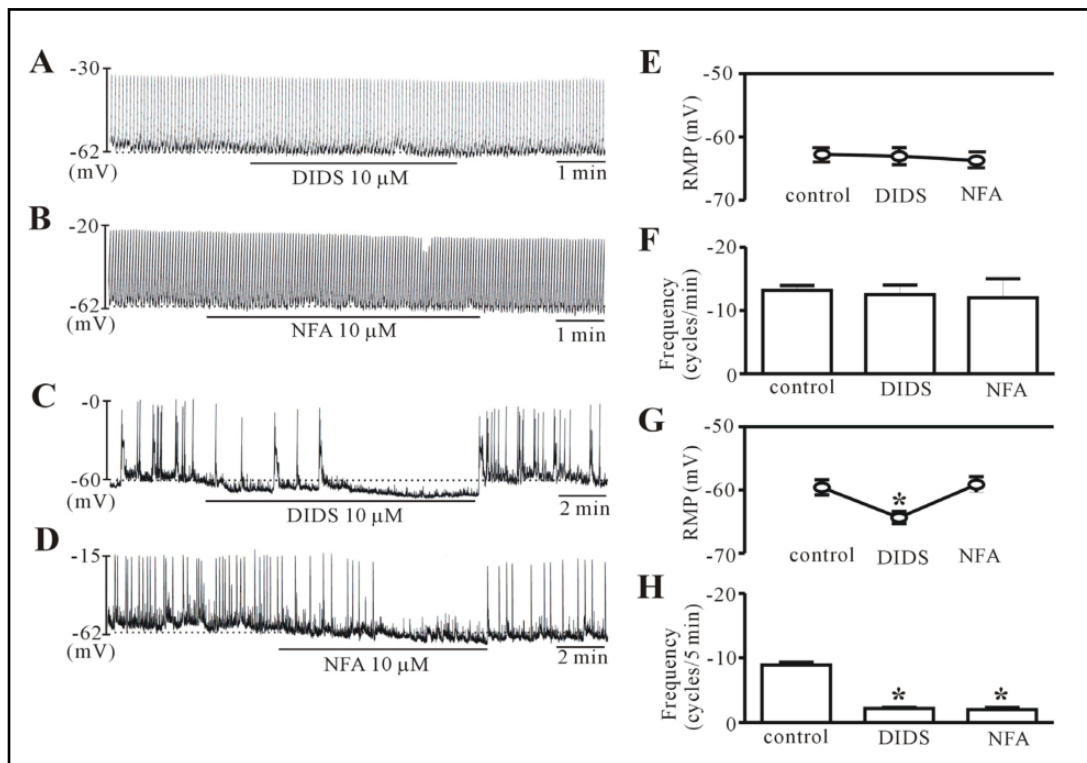 A
-30
-62
(mV)
DIDS 10 µM
1 min
B
-20
-62
(mV)
NFA 10 µM
1 min
C
-0
-60
(mV)
DIDS 10 µM
2 min
D
-15
-62
(mV)
NFA 10 µM
2 min
E
-50
-60
-70
RMP (mV)
control DIDS NFA
F
-20
-10
0
Frequency
(cycles/min)
control DIDS NFA
G
-50
-60
-70
RMP (mV)
*
control DIDS NFA
H
-20
-10
0
Frequency
(cycles/5 min)
* *
control DIDS NFA